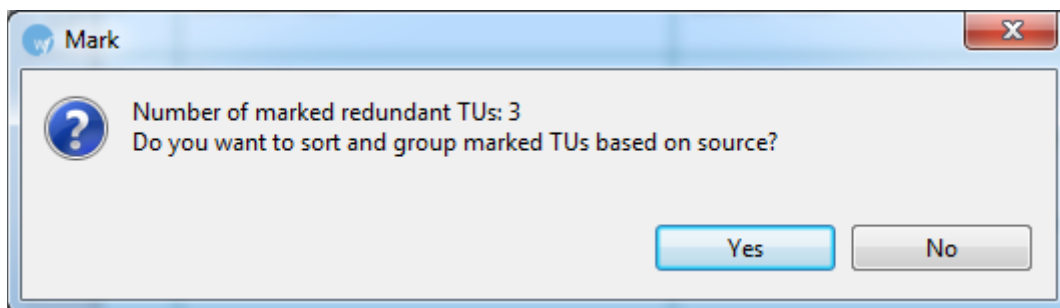 Mark
Number of marked redundant TUs: 3
Do you want to sort and group marked TUs based on source?
Yes
No